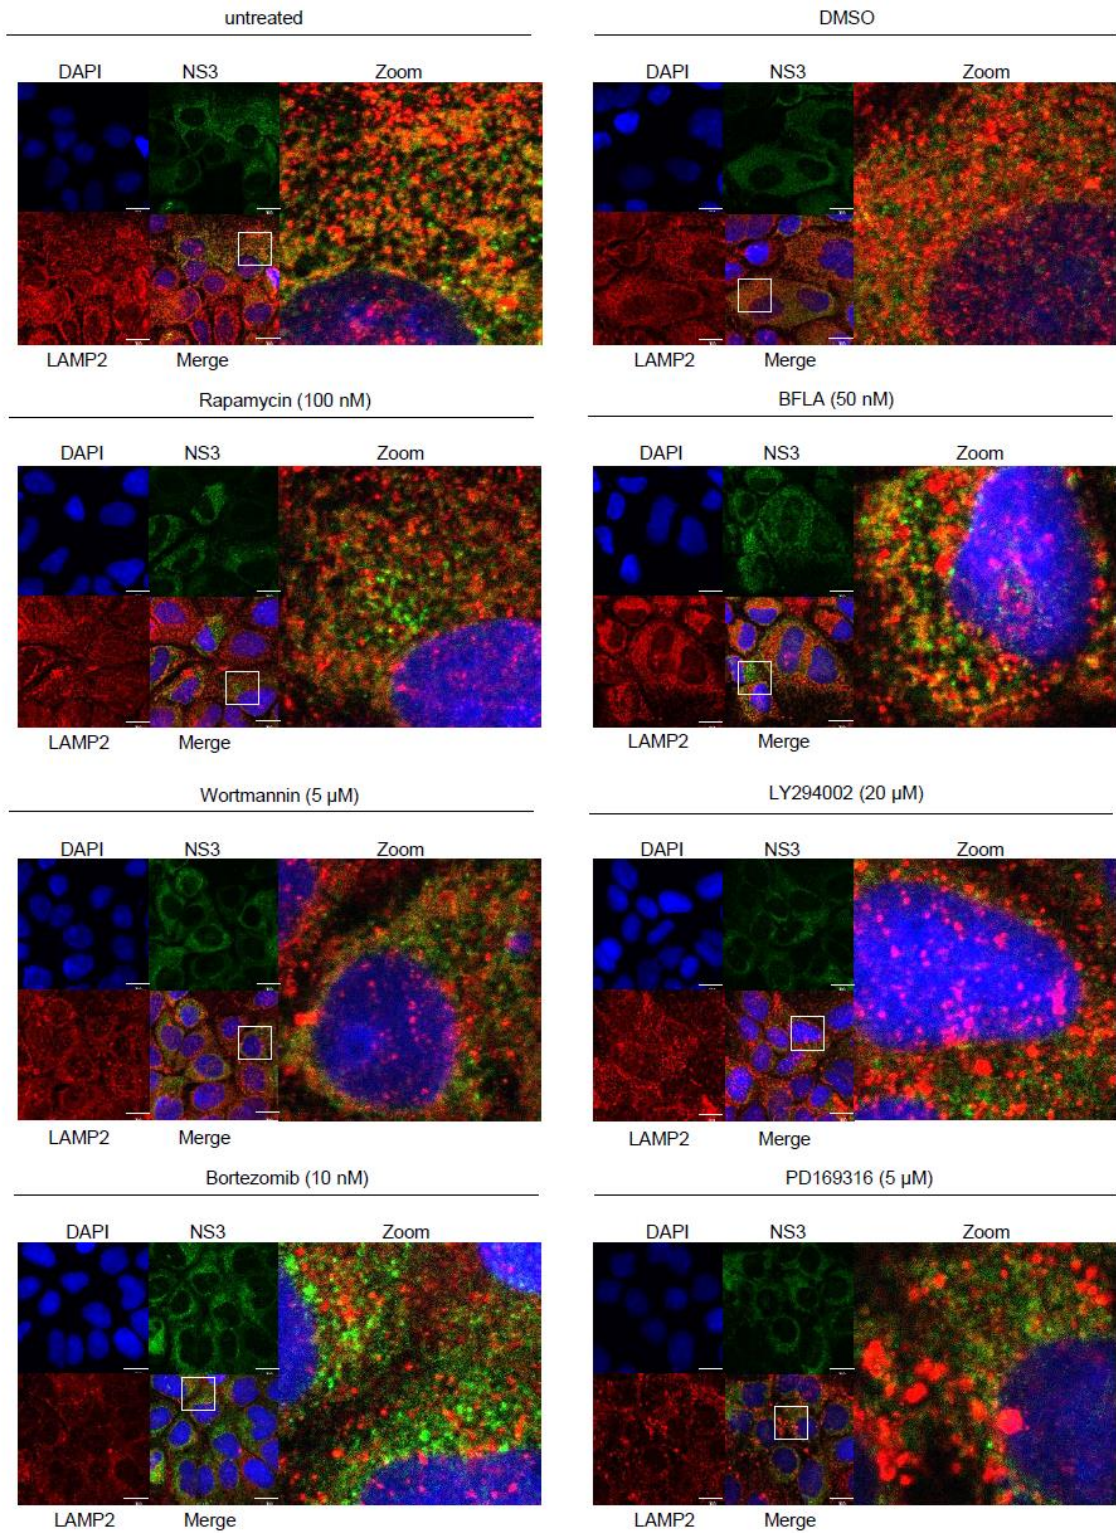 untreated
DAPI NS3 Zoom
LAMP2 Merge
DMSO
DAPI NS3 Zoom
LAMP2 Merge
Rapamycin (100 nM)
DAPI NS3 Zoom
LAMP2 Merge
BFLA (50 nM)
DAPI NS3 Zoom
LAMP2 Merge
Wortmannin (5 µM)
DAPI NS3 Zoom
LAMP2 Merge
LY294002 (20 µM)
DAPI NS3 Zoom
LAMP2 Merge
Bortezomib (10 nM)
DAPI NS3 Zoom
LAMP2 Merge
PD169316 (5 µM)
DAPI NS3 Zoom
LAMP2 Merge